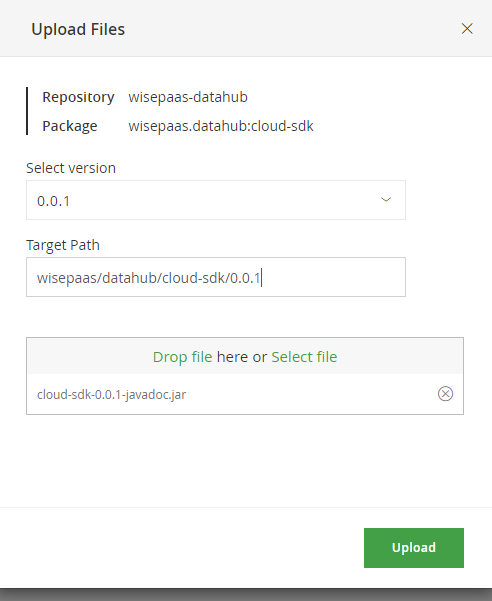 Upload Files
Repository wisepaas-datahub
Package wisepaas.datahub:cloud-sdk
Select version
0.0.1
Target Path
wisepaas/datahub/cloud-sdk/0.0.1
Drop file here or Select file
cloud-sdk-0.0.1-javadoc.jar
Upload